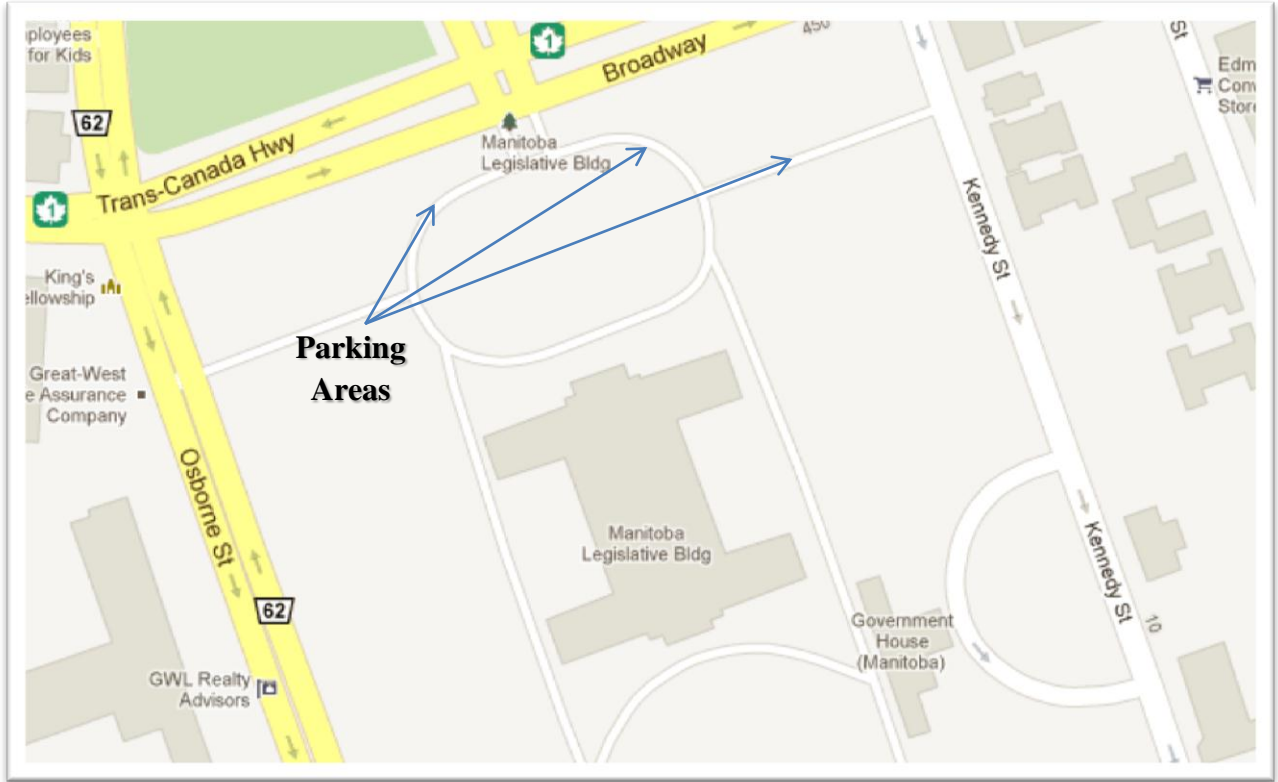 ployees
for Kids
1
Broadway
450
St
Edm
Conv
Store
62
Manitoba
Legislative Bldg
Trans-Canada Hwy
1
Kennedy St
King's
ellowship
Parking
Areas
Great-West
e Assurance
Company
Osborne St
Manitoba
Legislative Bldg
Kennedy St
62
10
Government
House
(Manitoba)
GWL Realty
Advisors